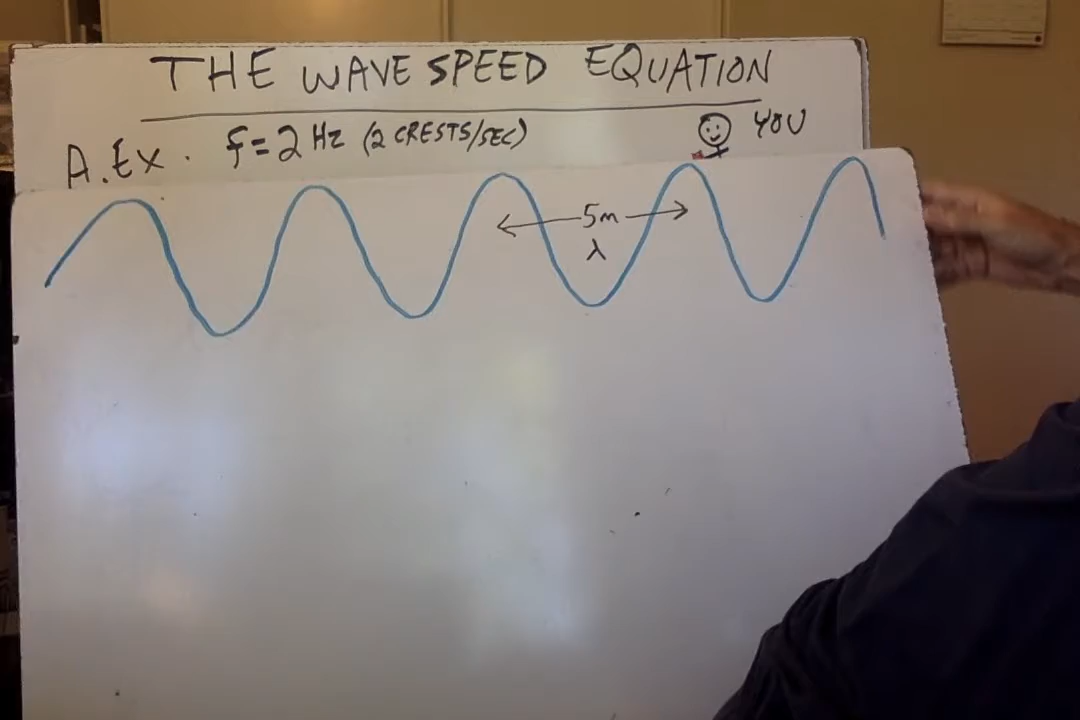 THE WAVE SPEED EQUATION
A. Ex. f=2 Hz (2 CRESTS/SEC) YOU
5m
λ